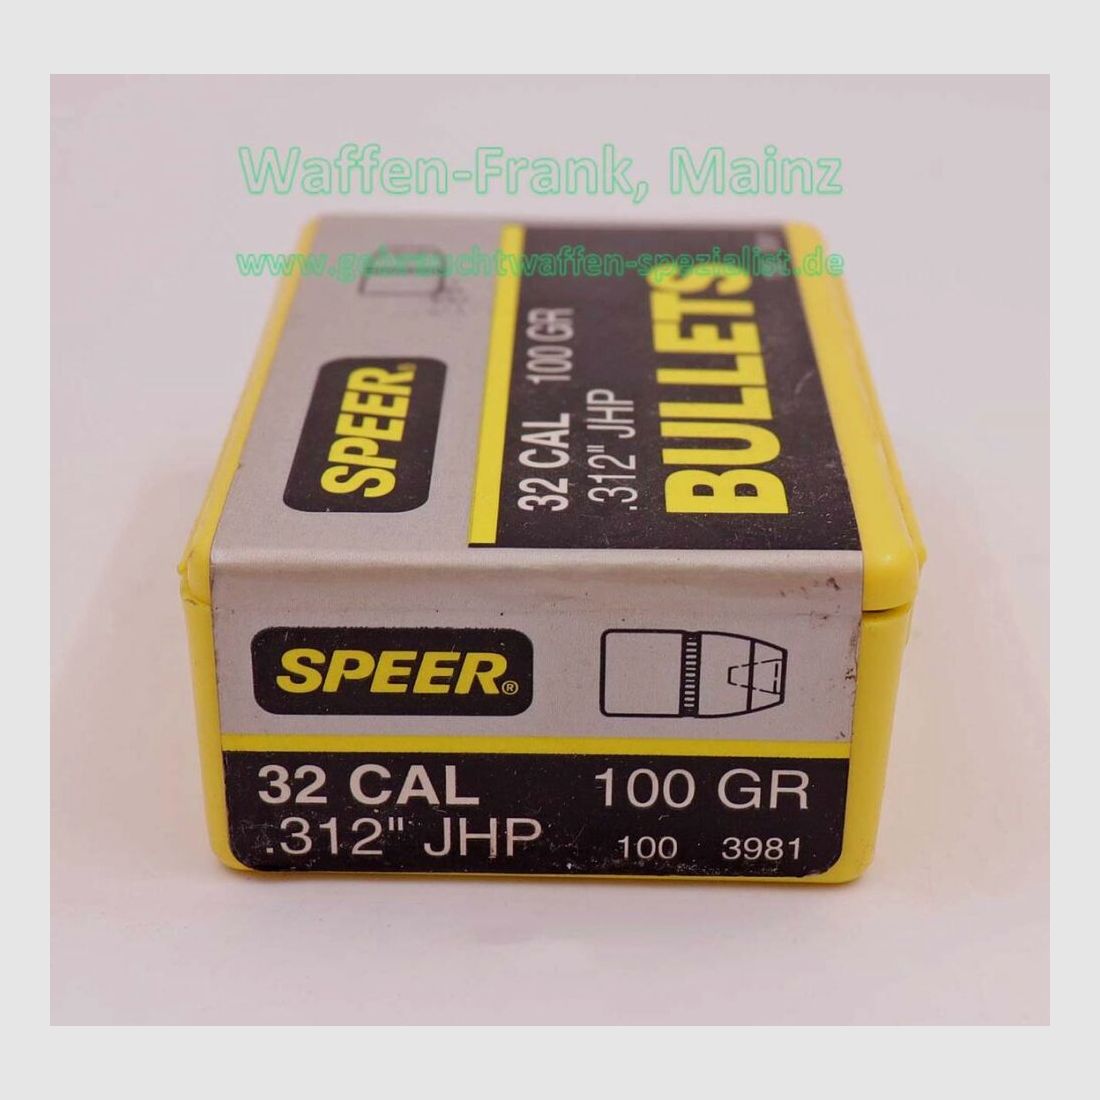 Waffen-Frank, Mainz
www.gebrauchtwaffen-spezialist.de
SPEER®
32 CAL 100 GR
.312" JHP
BULLETS
SPEER®
32 CAL 100 GR
.312" JHP 100 3981